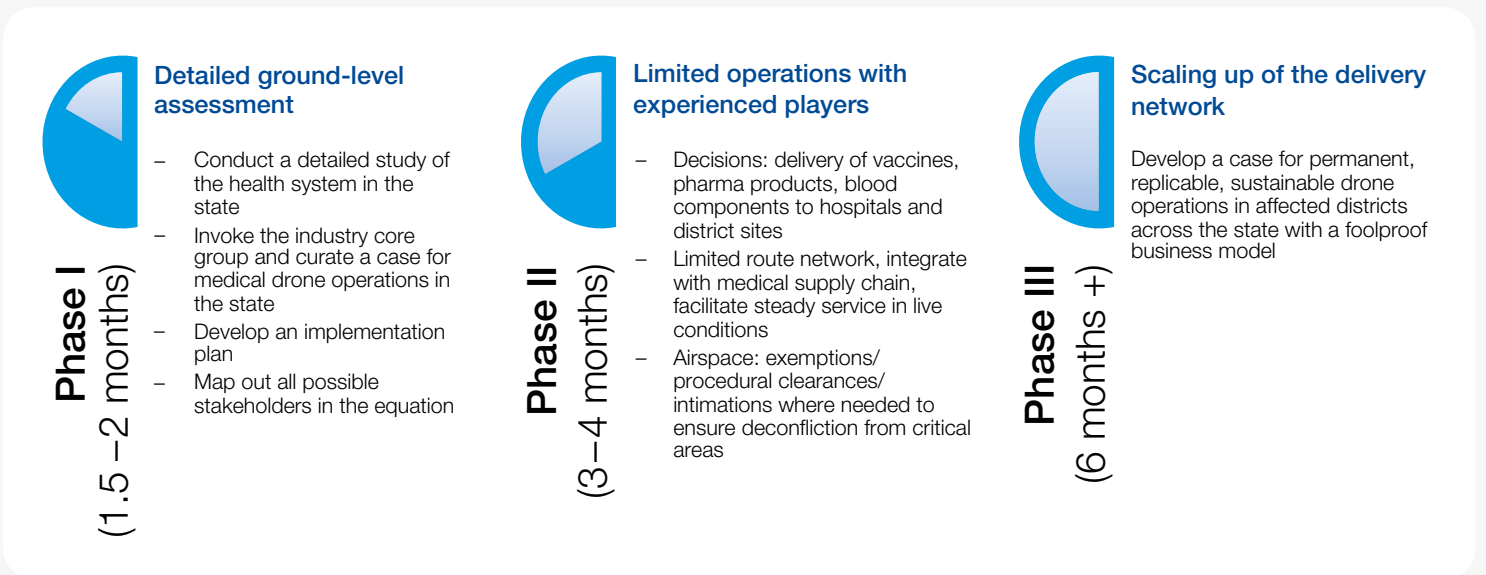 Phase I
(1.5 –2 months)
Detailed ground-level
assessment
– Conduct a detailed study of
the health system in the
state
– Invoke the industry core
group and curate a case for
medical drone operations in
the state
– Develop an implementation
plan
– Map out all possible
stakeholders in the equation
Phase II
(3–4 months)
Limited operations with
experienced players
– Decisions: delivery of vaccines,
pharma products, blood
components to hospitals and
district sites
– Limited route network, integrate
with medical supply chain,
facilitate steady service in live
conditions
– Airspace: exemptions/
procedural clearances/
intimations where needed to
ensure deconfliction from critical
areas
Phase III
(6 months +)
Scaling up of the delivery
network
Develop a case for permanent,
replicable, sustainable drone
operations in affected districts
across the state with a foolproof
business model